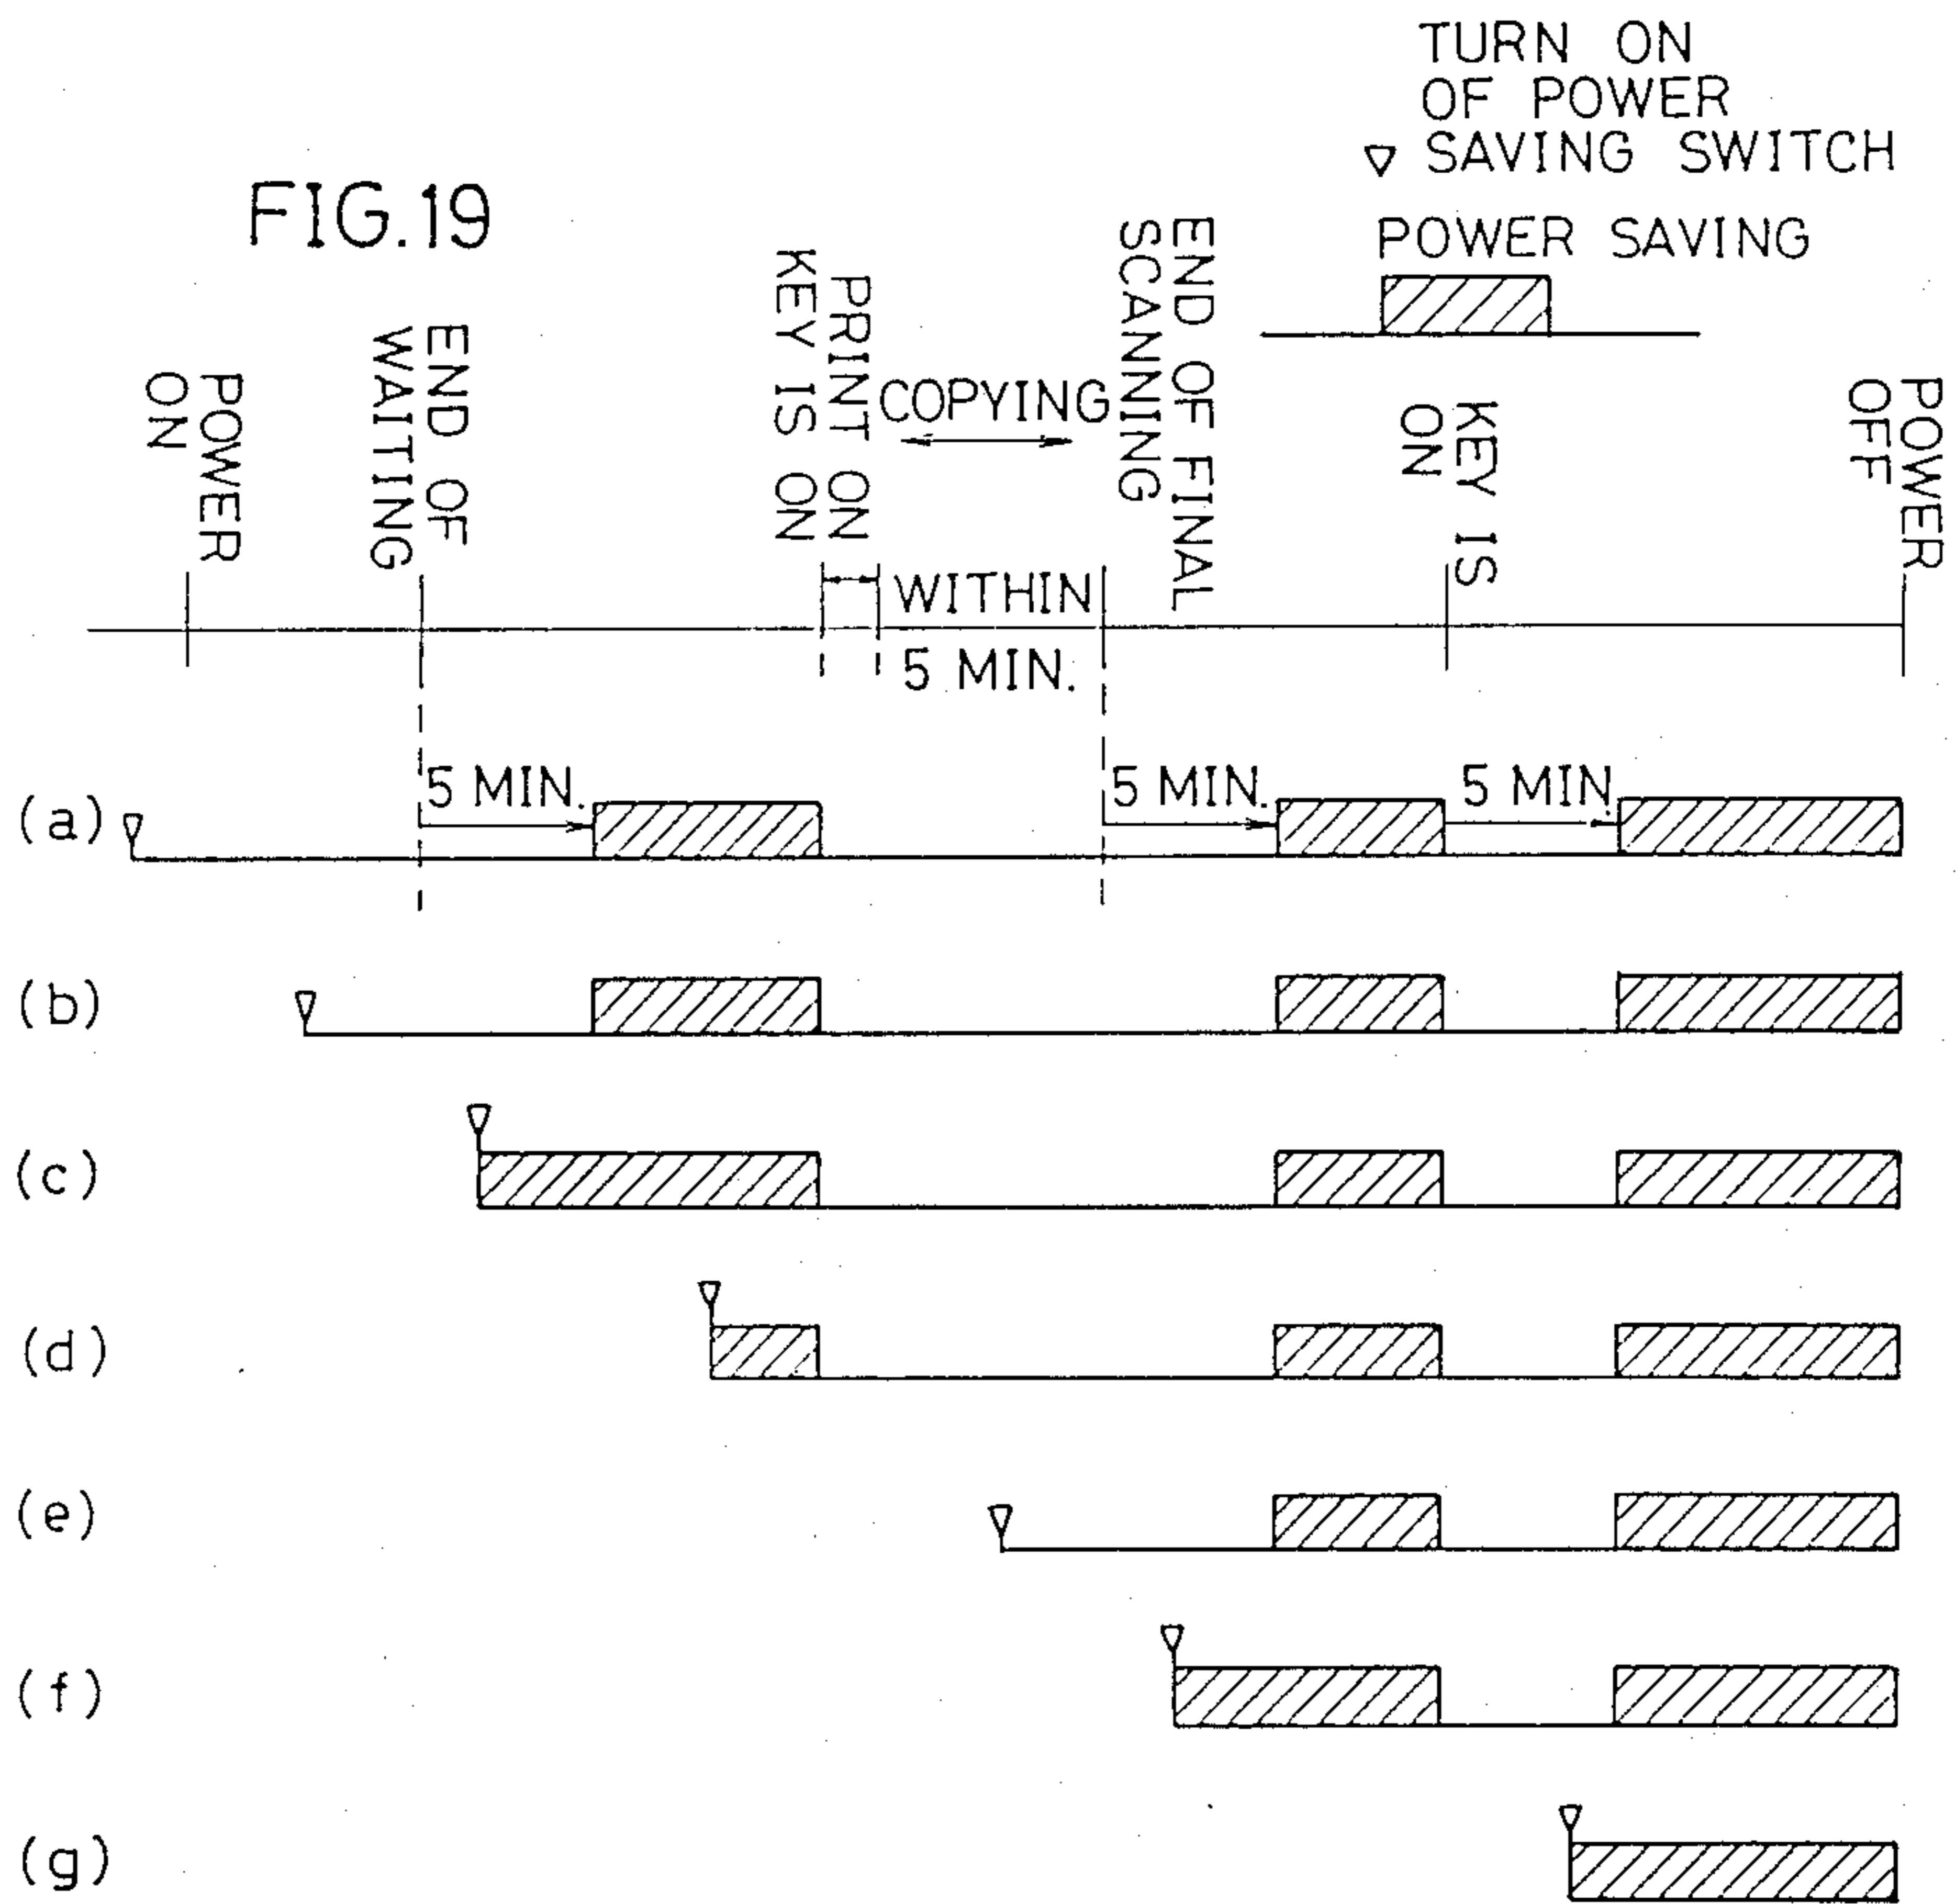 TURN ON
OF POWER
SAVING SWITCH
FIG.19
POWER SAVING
POWER
ON
END OF
WAITING
PRINT ON
KEY IS ON
COPYING
END OF FINAL
SCANNING
KEY IS
ON
POWER
OFF
WITHIN
5 MIN.
(a)
5 MIN.
5 MIN.
5 MIN.
(b)
(c)
(d)
(e)
(f)
(g)